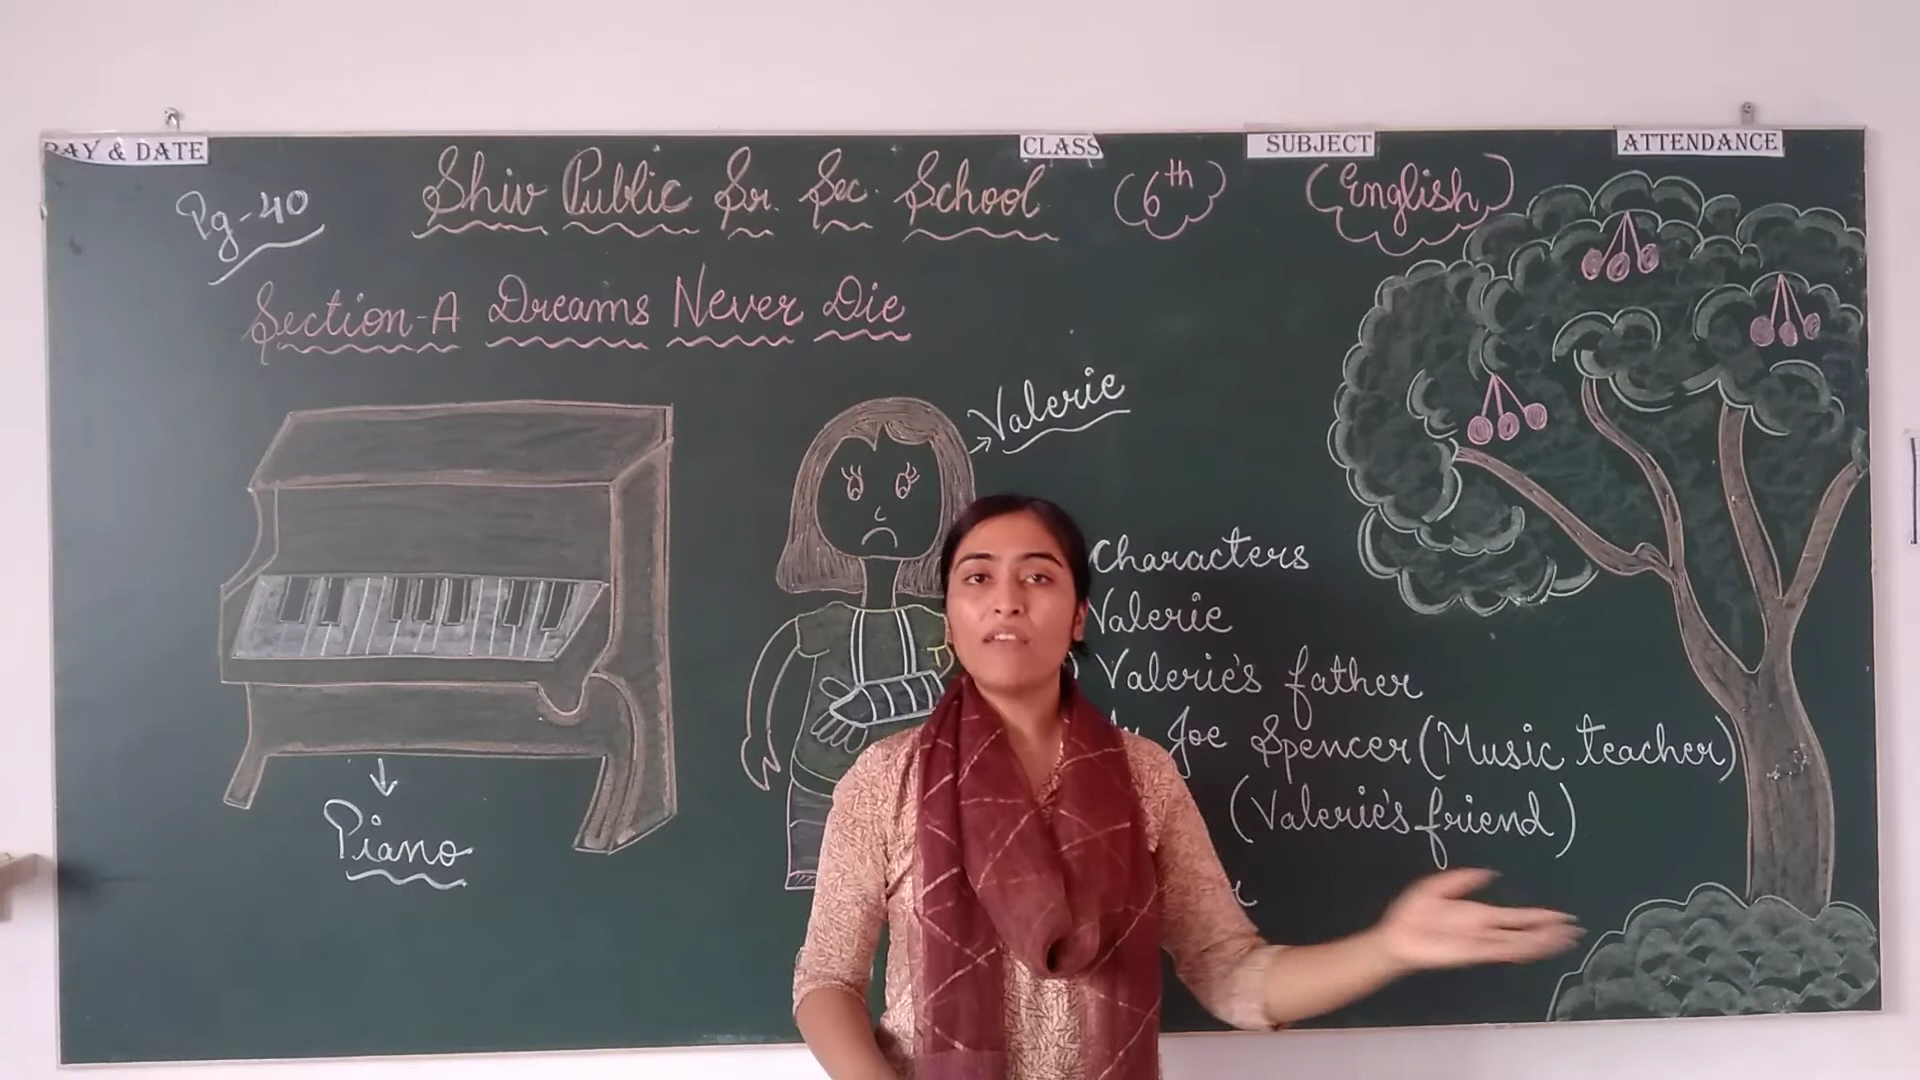 DAY & DATE
CLASS
SUBJECT
ATTENDANCE
Pg-40
Shiv Public Sr. Sec. School
(6th)
(English)
Section-A Dreams Never Die
Valerie
Characters
Valerie
Valerie's father
Joe Spencer (Music teacher)
(Valerie's friend)
Piano